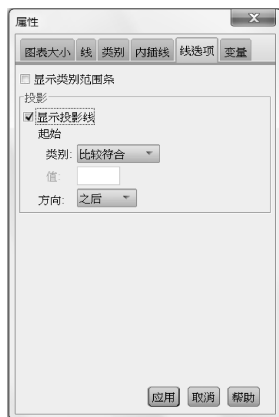 属性
图表大小 线 类别 内插线 线选项 变量
显示类别范围条
投影
显示投影线
起始
类别: 比较符合
值:
方向: 之后
应用 取消 帮助